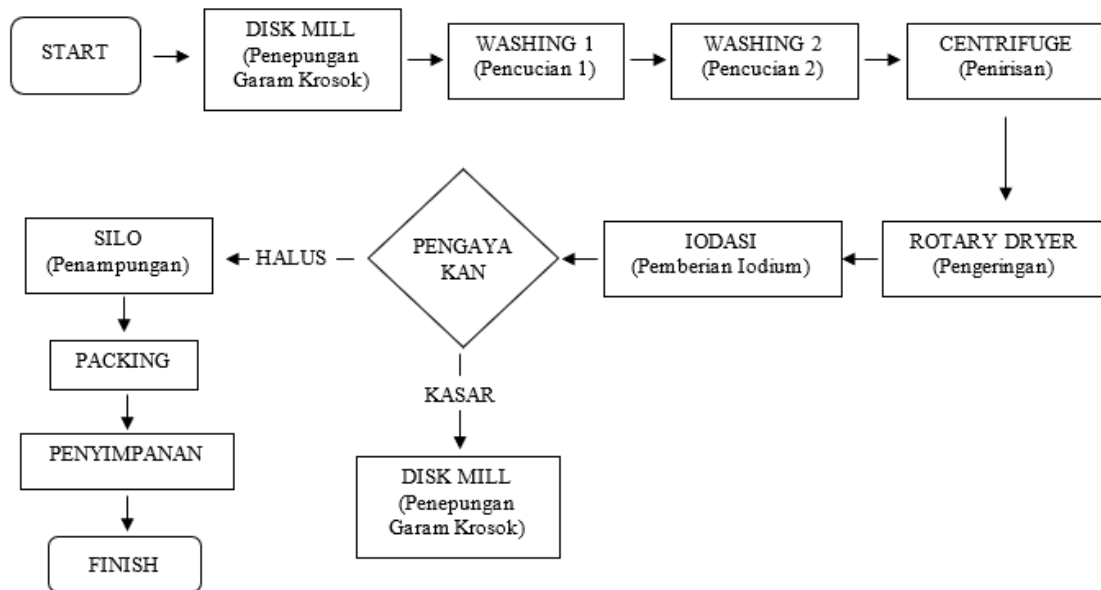 START
DISK MILL
(Penepungan
Garam Krosok)
WASHING 1
(Pencucian 1)
WASHING 2
(Pencucian 2)
CENTRIFUGE
(Penirisan)
ROTARY DRYER
(Pengeringan)
IODASI
(Pemberian Iodium)
PENGAYA
KAN
HALUS
SILO
(Penampungan)
PACKING
PENYIMPANAN
FINISH
KASAR
DISK MILL
(Penepungan
Garam Krosok)